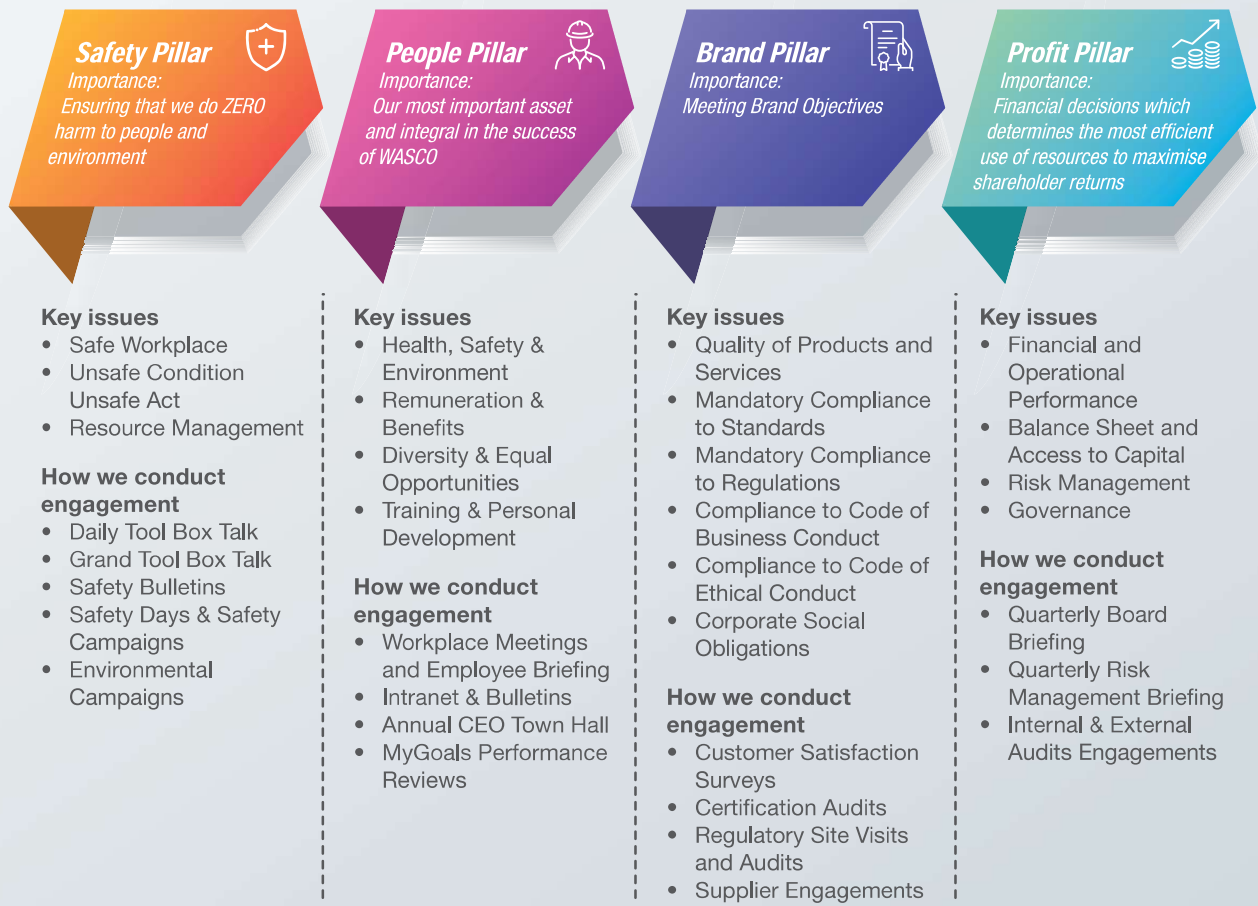 Safety Pillar
Importance:
Ensuring that we do ZERO
harm to people and
environment
Key issues
• Safe Workplace
• Unsafe Condition
Unsafe Act
• Resource Management
How we conduct
engagement
• Daily Tool Box Talk
• Grand Tool Box Talk
• Safety Bulletins
• Safety Days & Safety
Campaigns
• Environmental
Campaigns
People Pillar
Importance:
Our most important asset
and integral in the success
of WASCO
Key issues
• Health, Safety &
Environment
• Remuneration &
Benefits
• Diversity & Equal
Opportunities
• Training & Personal
Development
How we conduct
engagement
• Workplace Meetings
and Employee Briefing
• Intranet & Bulletins
• Annual CEO Town Hall
• MyGoals Performance
Reviews
Brand Pillar
Importance:
Meeting Brand Objectives
Key issues
• Quality of Products and
Services
• Mandatory Compliance
to Standards
• Mandatory Compliance
to Regulations
• Compliance to Code of
Business Conduct
• Compliance to Code of
Ethical Conduct
• Corporate Social
Obligations
How we conduct
engagement
• Customer Satisfaction
Surveys
• Certification Audits
• Regulatory Site Visits
and Audits
• Supplier Engagements
Profit Pillar
Importance:
Financial decisions which
determines the most efficient
use of resources to maximise
shareholder returns
Key issues
• Financial and
Operational
Performance
• Balance Sheet and
Access to Capital
• Risk Management
• Governance
How we conduct
engagement
• Quarterly Board
Briefing
• Quarterly Risk
Management Briefing
• Internal & External
Audits Engagements